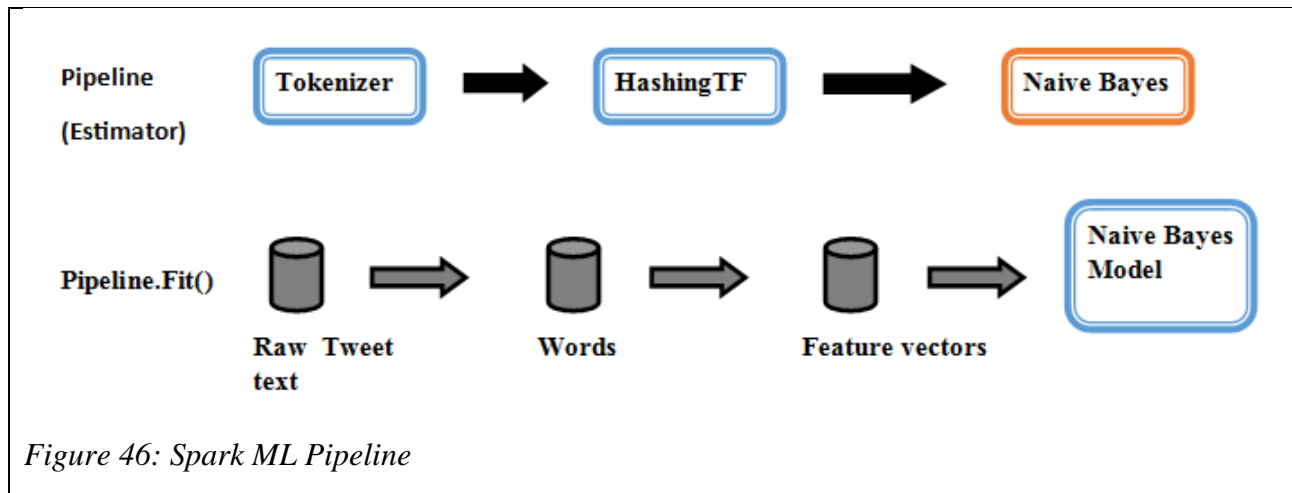 Pipeline
(Estimator)
Tokenizer
HashingTF
Naive Bayes
Pipeline.Fit()
Raw Tweet
text
Words
Feature vectors
Naive Bayes
Model
Figure 46: Spark ML Pipeline